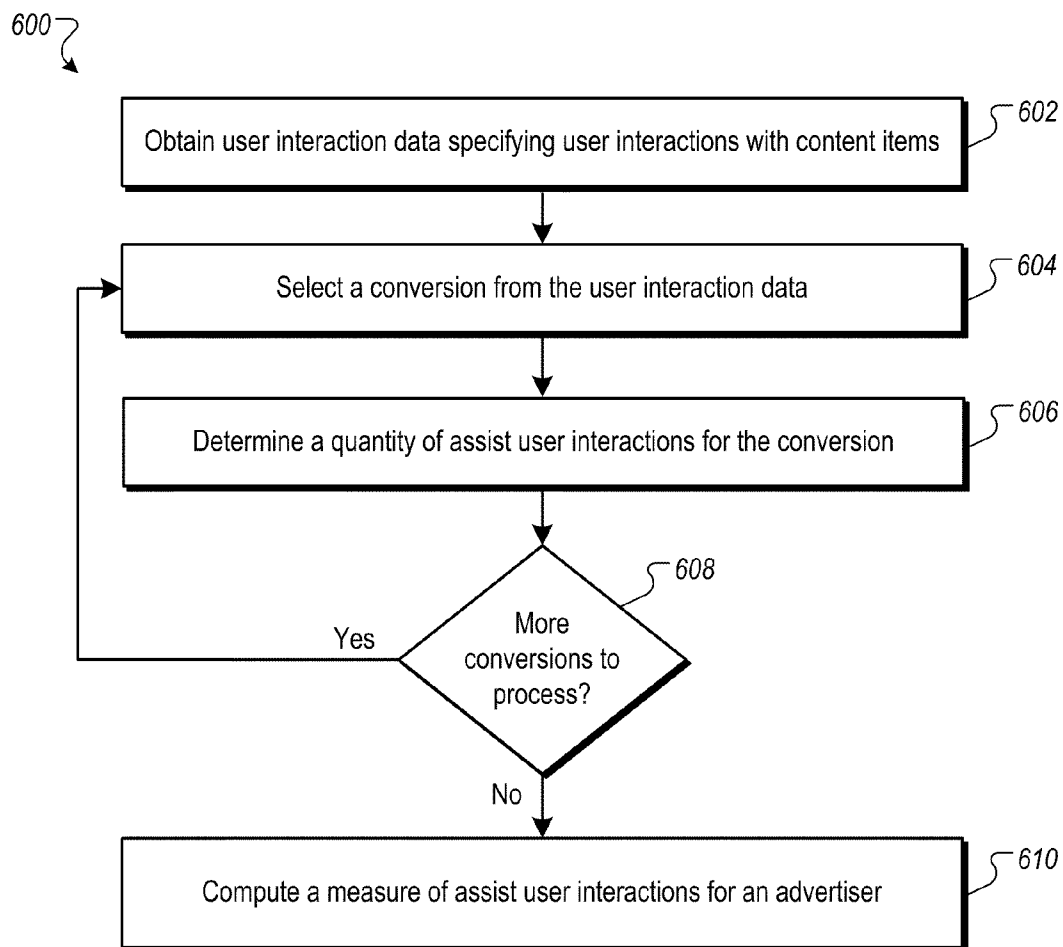 600
Obtain user interaction data specifying user interactions with content items
602
Select a conversion from the user interaction data
604
Determine a quantity of assist user interactions for the conversion
606
608
More
conversions to
process?
Yes
No
Compute a measure of assist user interactions for an advertiser
610